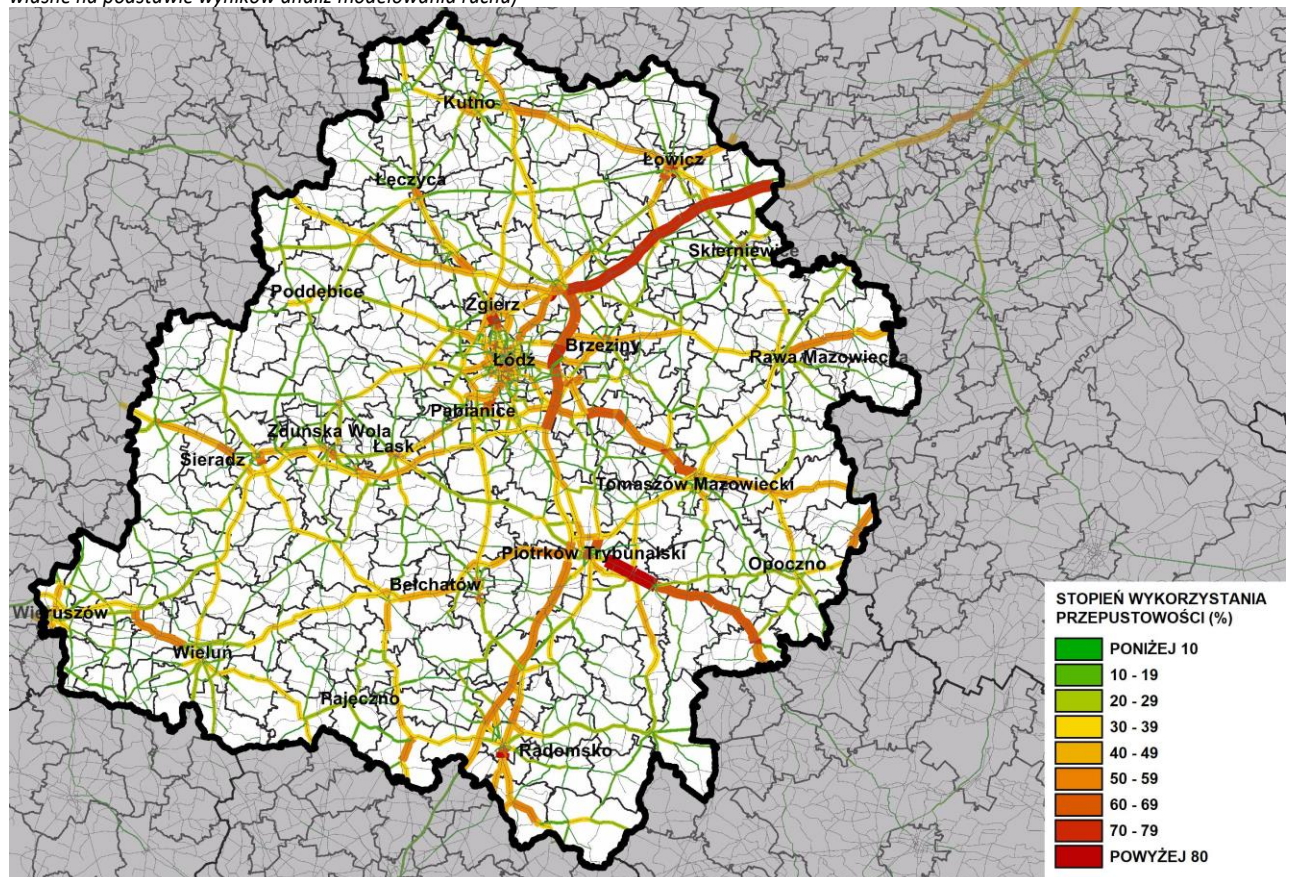 własne na podstawie wyników analiz modelowania ruchu)
Kutno
Łowicz
Łęczyca
Skierniewice
Poddębice
Zgierz
Brzeziny
Łódź
Rawa Mazowiecka
Pabianice
Zduńska Wola
Łask
Sieradz
Tomaszów Mazowiecki
Piotrków Trybunalski
Opoczno
Bełchatów
Wieruszów
Wieluń
Pajęczno
Radomsko
STOPIEŃ WYKORZYSTANIA
PRZEPUSTOWOŚCI (%)
PONIŻEJ 10
10 - 19
20 - 29
30 - 39
40 - 49
50 - 59
60 - 69
70 - 79
POWYŻEJ 80